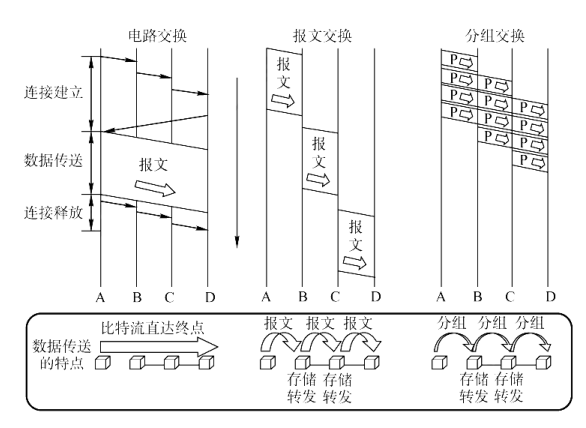 电路交换
报文交换
分组交换
连接建立
数据传送
连接释放
报文
A B C D
报
文
报
文
报
文
A B C D
P
P P
P P P
P P P
P P
P
A B C D
数据传送
的特点
比特流直达终点
报文 报文 报文
存储 存储
转发 转发
分组 分组 分组
存储 存储
转发 转发